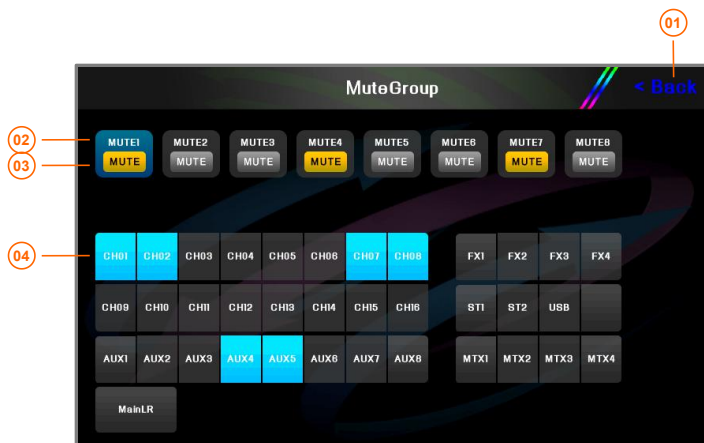 01
MuteGroup
< Back
02
MUTE1 MUTE2 MUTE3 MUTE4 MUTE5 MUTE6 MUTE7 MUTE8
03
MUTE MUTE MUTE MUTE MUTE MUTE MUTE MUTE
04
CH01 CH02 CH03 CH04 CH05 CH06 CH07 CH08 FX1 FX2 FX3 FX4
CH09 CH10 CH11 CH12 CH13 CH14 CH15 CH16 ST1 ST2 USB
AUX1 AUX2 AUX3 AUX4 AUX5 AUX6 AUX7 AUX8 MTX1 MTX2 MTX3 MTX4
MainLR